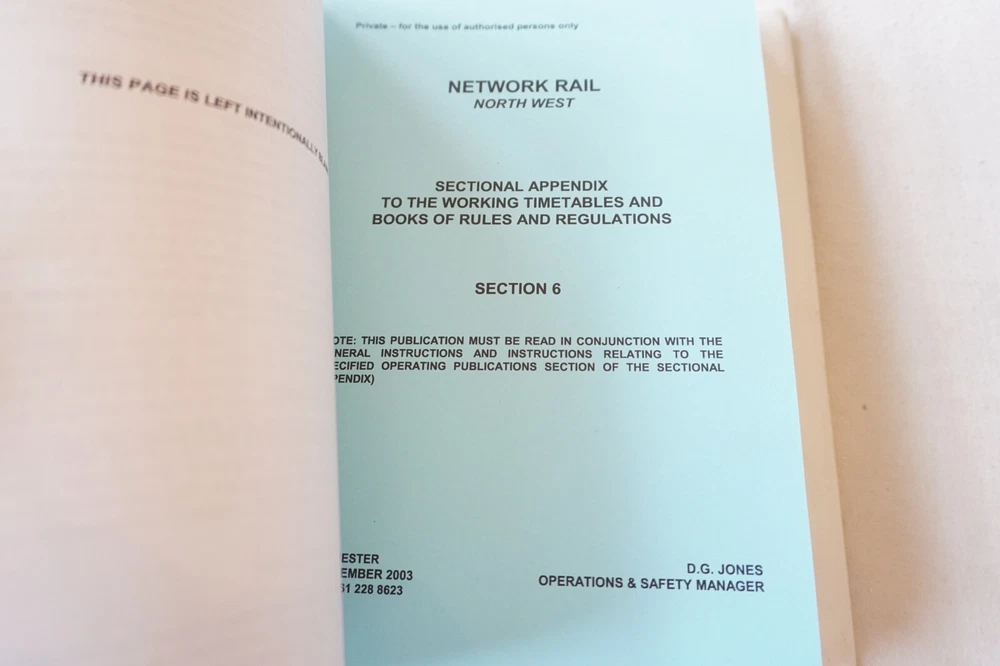 THIS PAGE IS LEFT INTENTIONALLY
Private – for the use of authorised persons only
NETWORK RAIL
NORTH WEST
SECTIONAL APPENDIX
TO THE WORKING TIMETABLES AND
BOOKS OF RULES AND REGULATIONS
SECTION 6
OTE: THIS PUBLICATION MUST BE READ IN CONJUNCTION WITH THE
NERAL INSTRUCTIONS AND INSTRUCTIONS RELATING TO THE
ECIFIED OPERATING PUBLICATIONS SECTION OF THE SECTIONAL
PENDIX)
ESTER
EMBER 2003
61 228 8623
D.G. JONES
OPERATIONS & SAFETY MANAGER